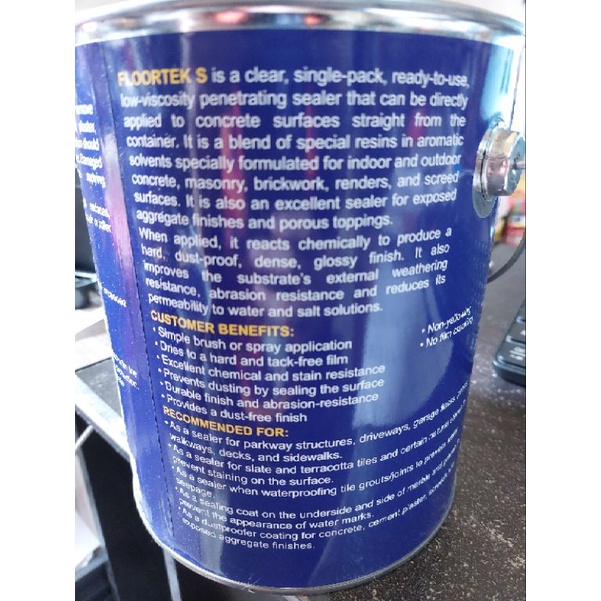 FLOORTEK S is a clear, single-pack, ready-to-use,
low-viscosity penetrating sealer that can be directly
applied to concrete surfaces straight from the
container. It is a blend of special resins in aromatic
solvents specially formulated for indoor and outdoor
concrete, masonry, brickwork, renders, and screed
surfaces. It is also an excellent sealer for exposed
aggregate finishes and porous toppings.
When applied, it reacts chemically to produce a
hard, dust-proof, dense, glossy finish. It also
improves the substrate's external weathering
resistance, abrasion resistance and reduces its
permeability to water and salt solutions.
CUSTOMER BENEFITS:
• Simple brush or spray application
• Dries to a hard and tack-free film
• Excellent chemical and stain resistance
• Prevents dusting by sealing the surface
• Durable finish and abrasion-resistance
• Provides a dust-free finish
• Non-yellowing
• No film cracking
RECOMMENDED FOR:
• As a sealer for parkway structures, driveways, garage floors,
walkways, decks, and sidewalks.
• As a sealer for slate and terracotta tiles and certain natural
prevent staining on the surface.
• As a sealer when waterproofing tile grouts/joints to prevent
seepage.
• As a sealing coat on the underside and side of marble and
prevent the appearance of water marks.
• As a dustproofer coating for concrete, cement plaster,
exposed aggregate finishes.